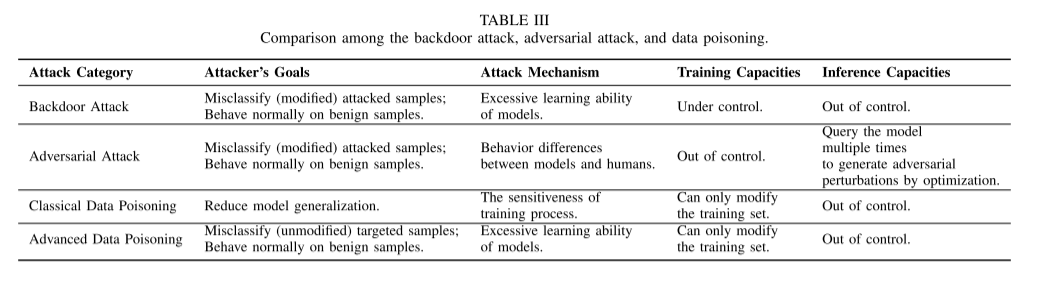 TABLE III
Comparison among the backdoor attack, adversarial attack, and data poisoning.
Attack Category Attacker's Goals Attack Mechanism Training Capacities Inference Capacities
Backdoor Attack
Misclassify (modified) attacked samples;
Behave normally on benign samples.
Excessive learning ability
of models.
Under control.
Out of control.
Adversarial Attack
Misclassify (modified) attacked samples;
Behave normally on benign samples.
Behavior differences
between models and humans.
Out of control.
Query the model
multiple times
to generate adversarial
perturbations by optimization.
Classical Data Poisoning
Reduce model generalization.
The sensitiveness of
training process.
Can only modify
the training set.
Out of control.
Advanced Data Poisoning
Misclassify (unmodified) targeted samples;
Behave normally on benign samples.
Excessive learning ability
of models.
Can only modify
the training set.
Out of control.